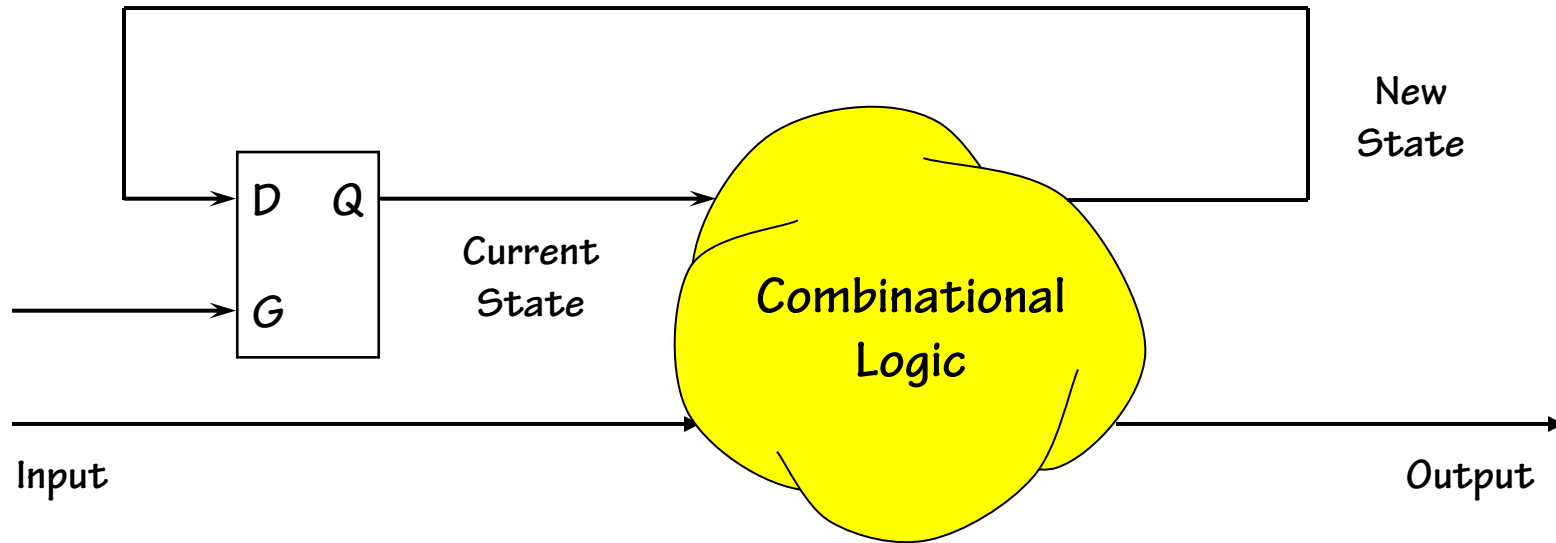 New
State
D Q
Current
State
G
Combinational
Logic
Input
Output